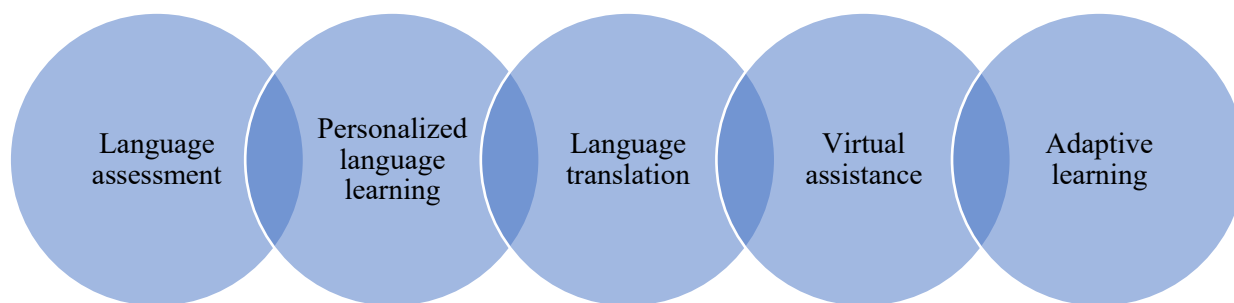 Language
assessment
Personalized
language
learning
Language
translation
Virtual
assistance
Adaptive
learning